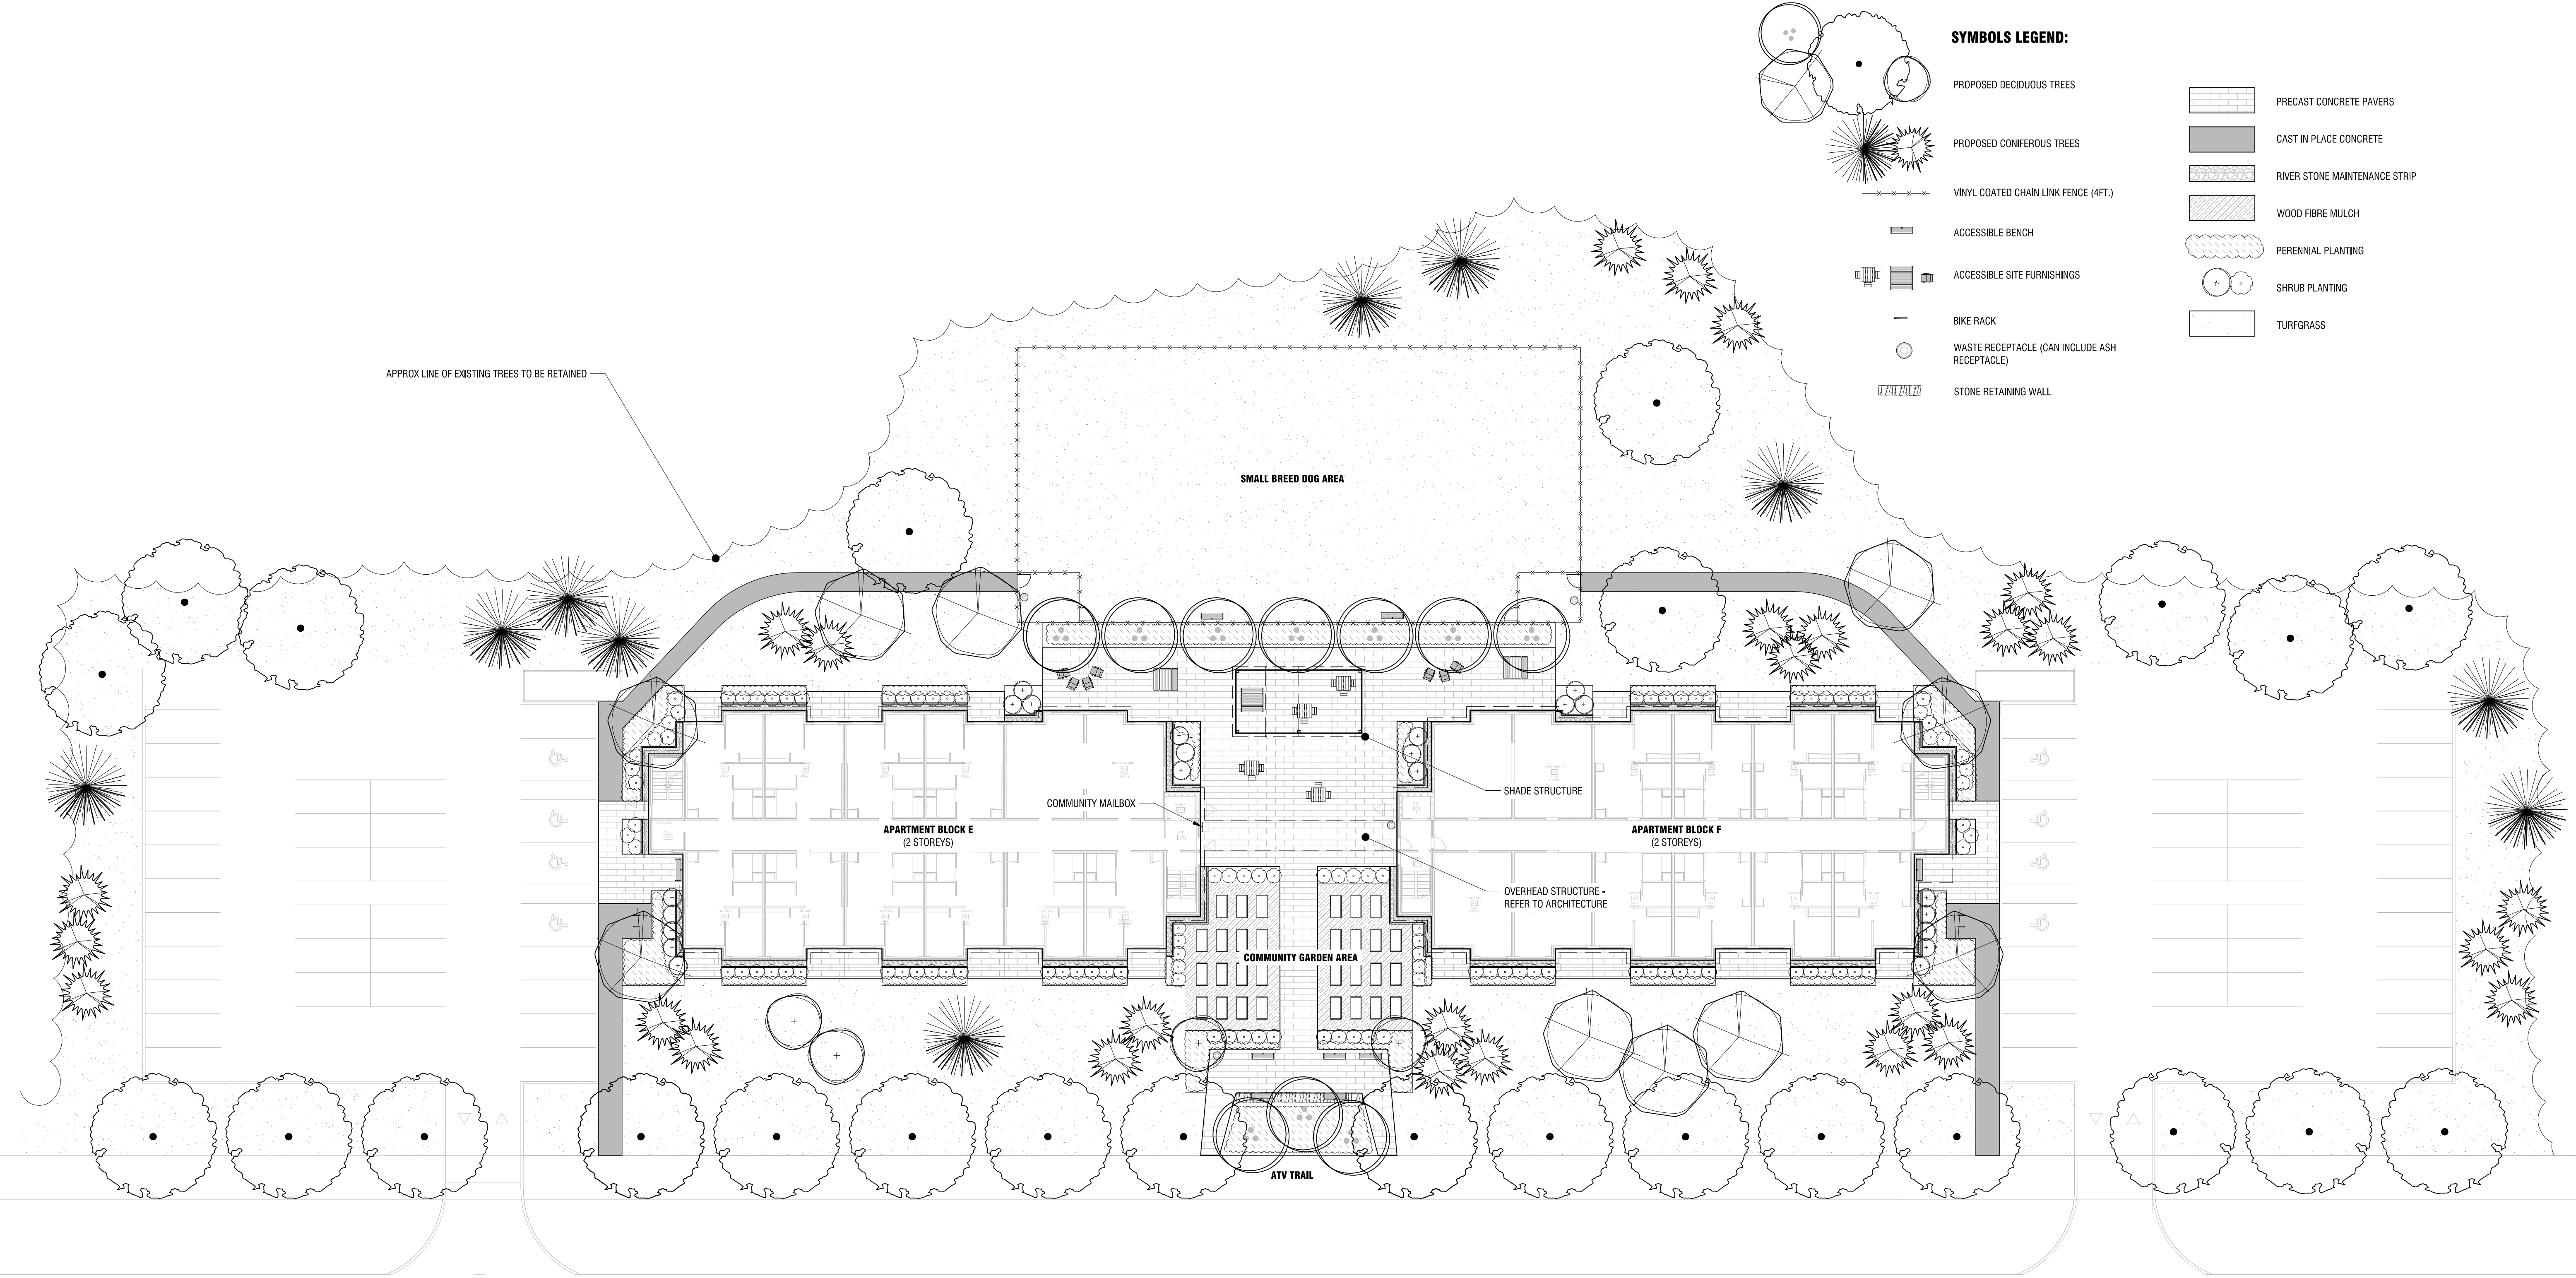 SYMBOLS LEGEND:
PROPOSED DECIDUOUS TREES
PROPOSED CONIFEROUS TREES
VINYL COATED CHAIN LINK FENCE (4FT.)
ACCESSIBLE BENCH
ACCESSIBLE SITE FURNISHINGS
BIKE RACK
WASTE RECEPTACLE (CAN INCLUDE ASH
RECEPTACLE)
STONE RETAINING WALL
PRECAST CONCRETE PAVERS
CAST IN PLACE CONCRETE
RIVER STONE MAINTENANCE STRIP
WOOD FIBRE MULCH
PERENNIAL PLANTING
SHRUB PLANTING
TURFGRASS
APPROX LINE OF EXISTING TREES TO BE RETAINED
SMALL BREED DOG AREA
SHADE STRUCTURE
COMMUNITY MAILBOX
APARTMENT BLOCK E
(2 STOREYS)
APARTMENT BLOCK F
(2 STOREYS)
OVERHEAD STRUCTURE -
REFER TO ARCHITECTURE
COMMUNITY GARDEN AREA
ATV TRAIL